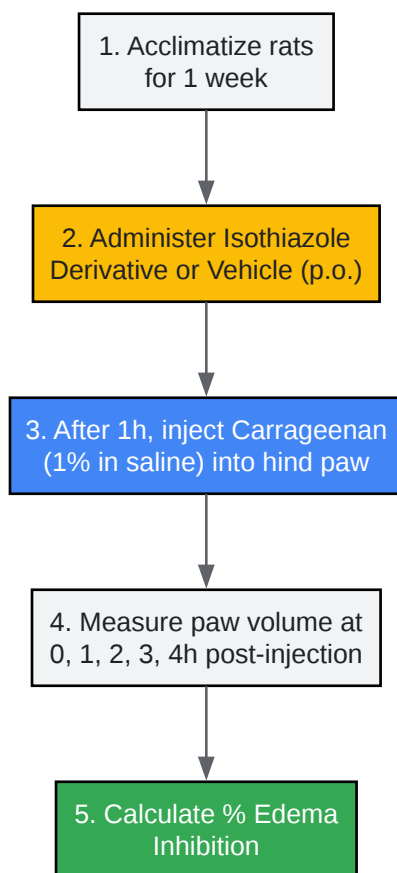 1. Acclimatize rats
for 1 week
2. Administer Isothiazole
Derivative or Vehicle (p.o.)
3. After 1h, inject Carrageenan
(1% in saline) into hind paw
4. Measure paw volume at
0, 1, 2, 3, 4h post-injection
5. Calculate % Edema
Inhibition